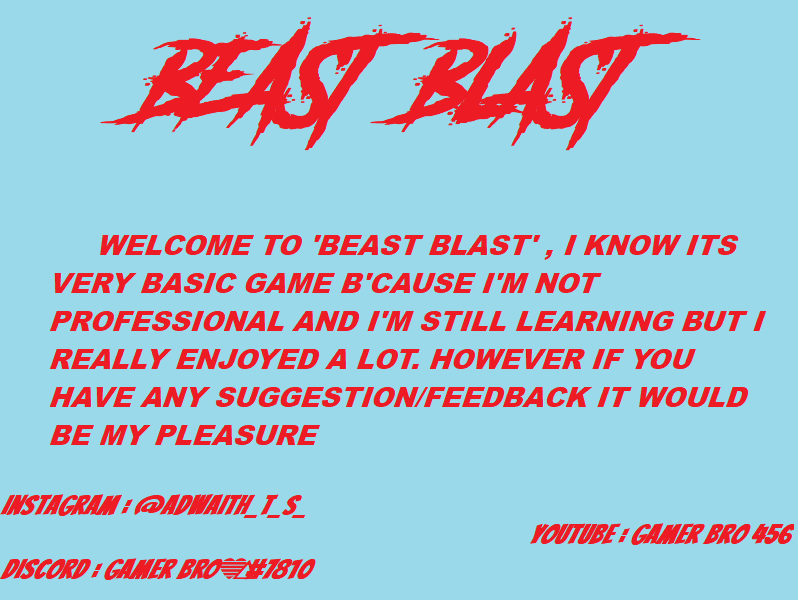 BEAST BLAST
WELCOME TO 'BEAST BLAST' , I KNOW ITS
VERY BASIC GAME B'CAUSE I'M NOT
PROFESSIONAL AND I'M STILL LEARNING BUT I
REALLY ENJOYED A LOT. HOWEVER IF YOU
HAVE ANY SUGGESTION/FEEDBACK IT WOULD
BE MY PLEASURE
INSTAGRAM : @ADWAITH_T_S_
YOUTUBE : GAMER BRO 456
DISCORD : GAMER BRO❤️#7810